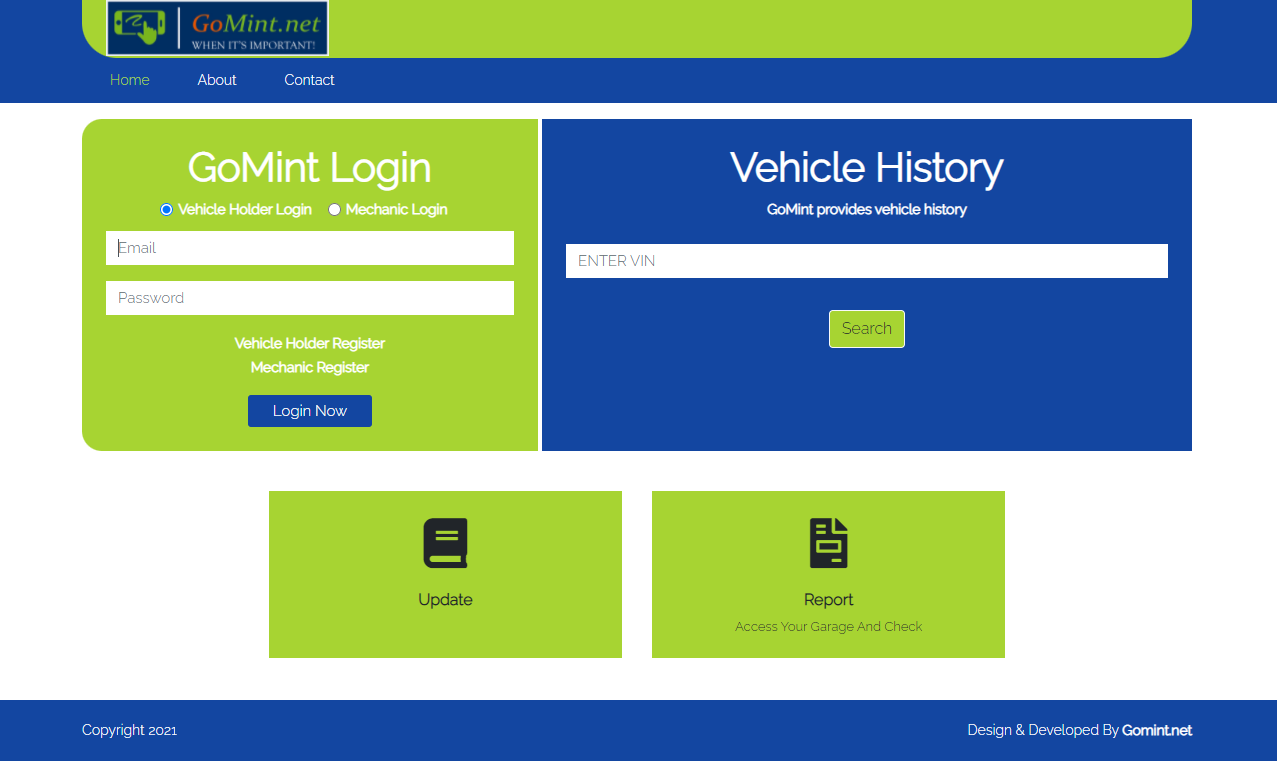 GoMint.net
WHEN IT'S IMPORTANT!
Home About Contact
GoMint Login
Vehicle Holder Login Mechanic Login
Email
Password
Vehicle Holder Register
Mechanic Register
Login Now
Vehicle History
GoMint provides vehicle history
ENTER VIN
Search
Update
Report
Access Your Garage And Check
Copyright 2021
Design & Developed By Gomint.net